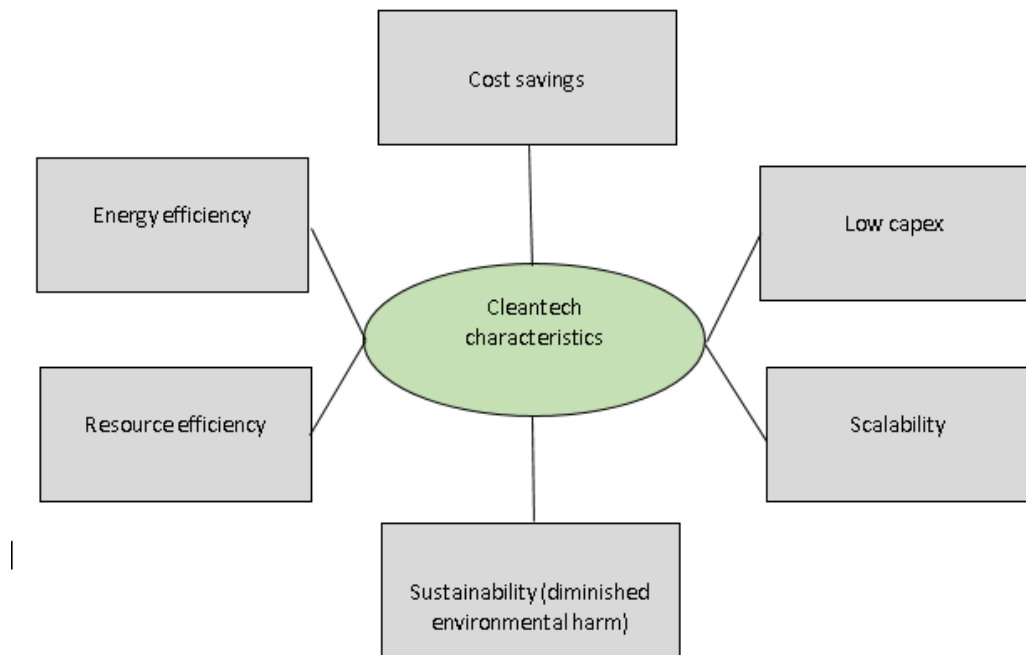 Cost savings
Energy efficiency
Low capex
Cleantech
characteristics
Resource efficiency
Scalability
Sustainability (diminished
environmental harm)